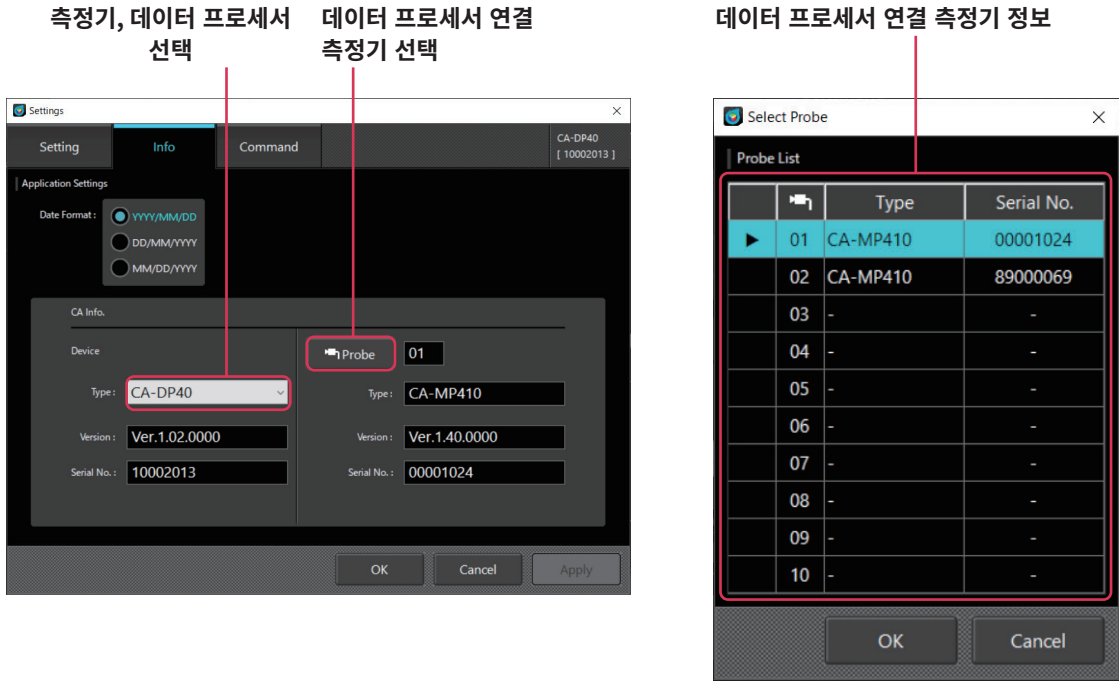 측정기, 데이터 프로세서
선택
데이터 프로세서 연결
측정기 선택
데이터 프로세서 연결 측정기 정보
Settings
Setting
Info
Command
CA-DP40
[ 10002013 ]
Application Settings
Date Format :
YYYY/MM/DD
DD/MM/YYYY
MM/DD/YYYY
CA Info.
Device
Type :
CA-DP40
Version :
Ver.1.02.0000
Serial No. :
10002013
Probe
01
Type :
CA-MP410
Version :
Ver.1.40.0000
Serial No. :
00001024
OK
Cancel
Apply
Select Probe
Probe List
Type Serial No.
01 CA-MP410 00001024
02 CA-MP410 89000069
03 - -
04 - -
05 - -
06 - -
07 - -
08 - -
09 - -
10 - -
OK
Cancel